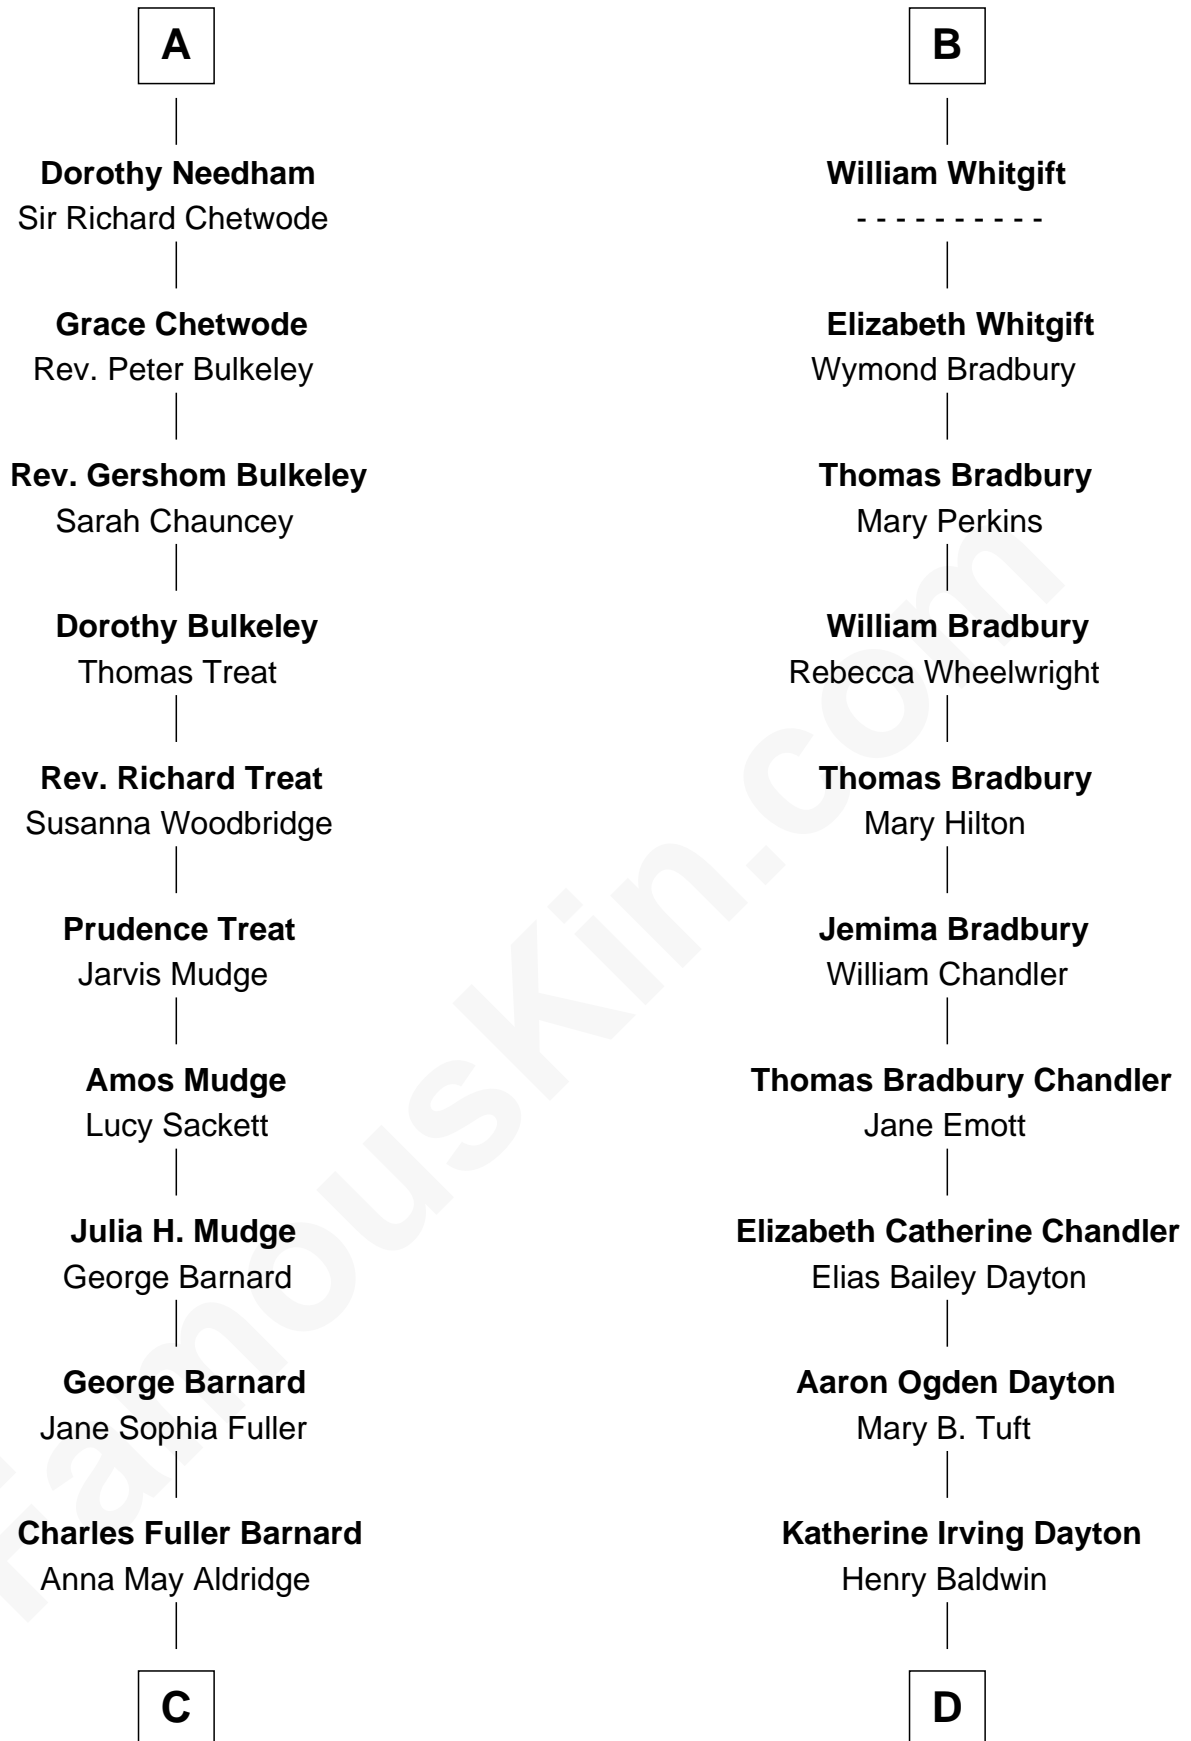 A
Dorothy Needham
Sir Richard Chetwode
Grace Chetwode
Rev. Peter Bulkeley
Rev. Gershom Bulkeley
Sarah Chauncey
Dorothy Bulkeley
Thomas Treat
Rev. Richard Treat
Susanna Woodbridge
Prudence Treat
Jarvis Mudge
Amos Mudge
Lucy Sackett
Julia H. Mudge
George Barnard
George Barnard
Jane Sophia Fuller
Charles Fuller Barnard
Anna May Aldridge
C
B
William Whitgift
- - - - - - - - - -
Elizabeth Whitgift
Wymond Bradbury
Thomas Bradbury
Mary Perkins
William Bradbury
Rebecca Wheelwright
Thomas Bradbury
Mary Hilton
Jemima Bradbury
William Chandler
Thomas Bradbury Chandler
Jane Emott
Elizabeth Catherine Chandler
Elias Bailey Dayton
Aaron Ogden Dayton
Mary B. Tuft
Katherine Irving Dayton
Henry Baldwin
D
FamousKin.com